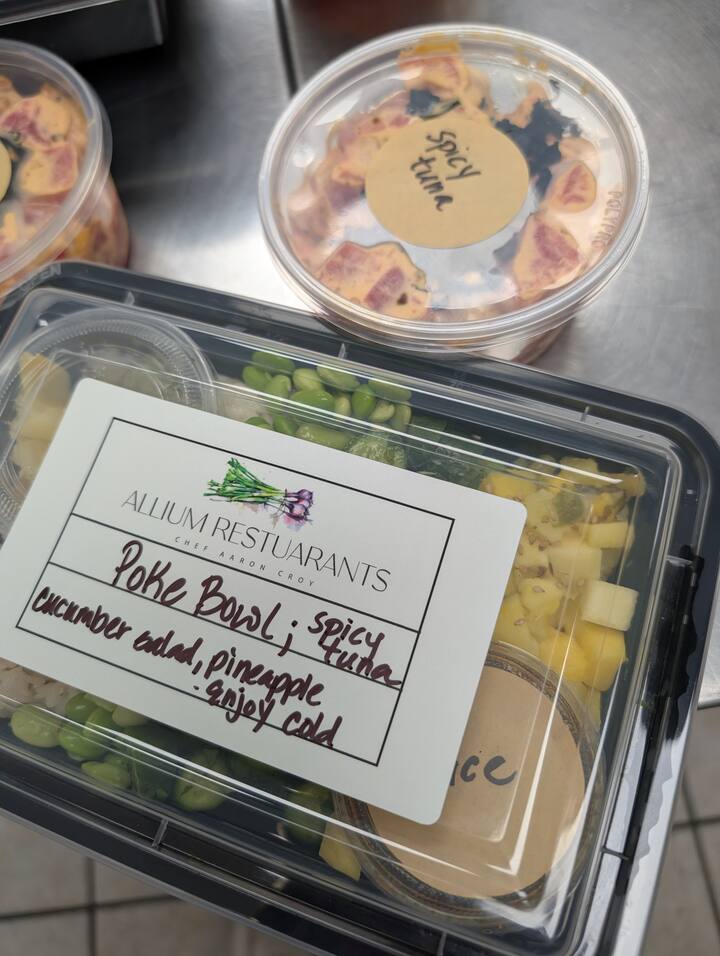 spicy
tuna
ALLIUM RESTUARANTS
CHEF AARON CROY
Poke Bowl; spicy
tuna
cucumber salad, pineapple
· enjoy cold